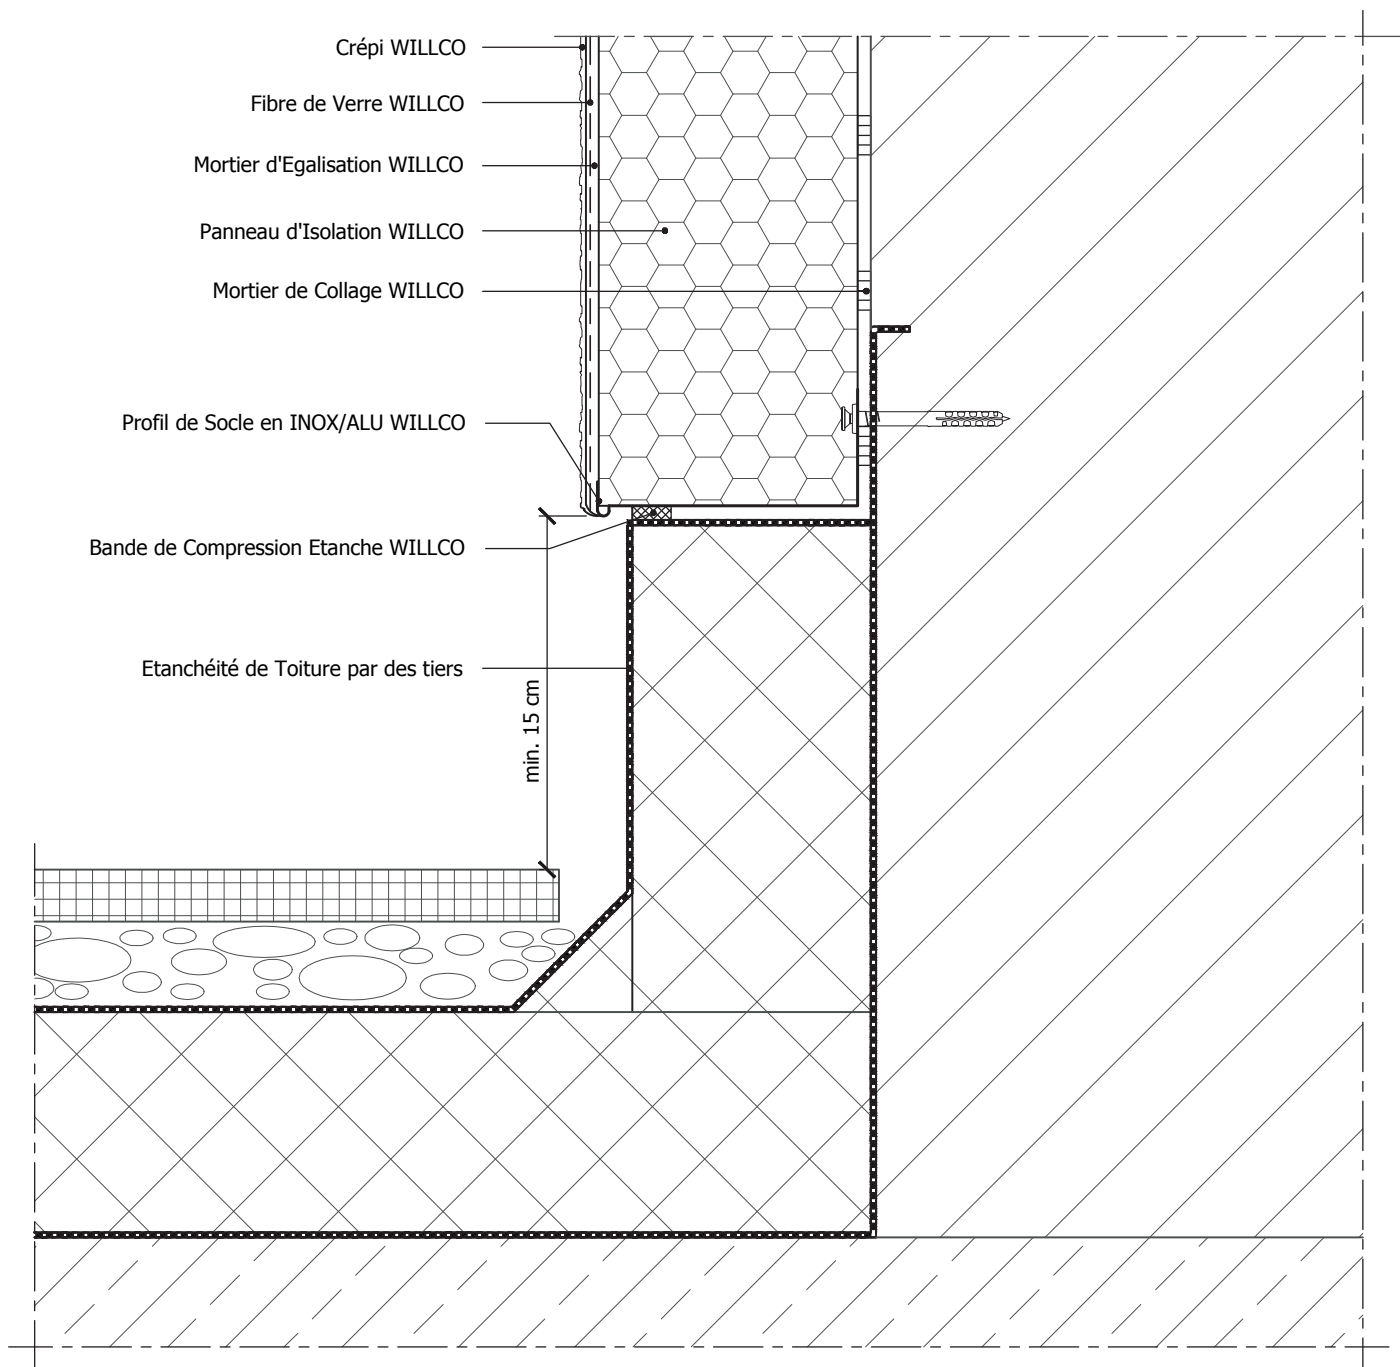 Crépi WILLCO
Fibre de Verre WILLCO
Mortier d'Egalisation WILLCO
Panneau d'Isolation WILLCO
Mortier de Collage WILLCO
Profil de Socle en INOX/ALU WILLCO
Bande de Compression Etanche WILLCO
Etanchéité de Toiture par des tiers
min. 15 cm